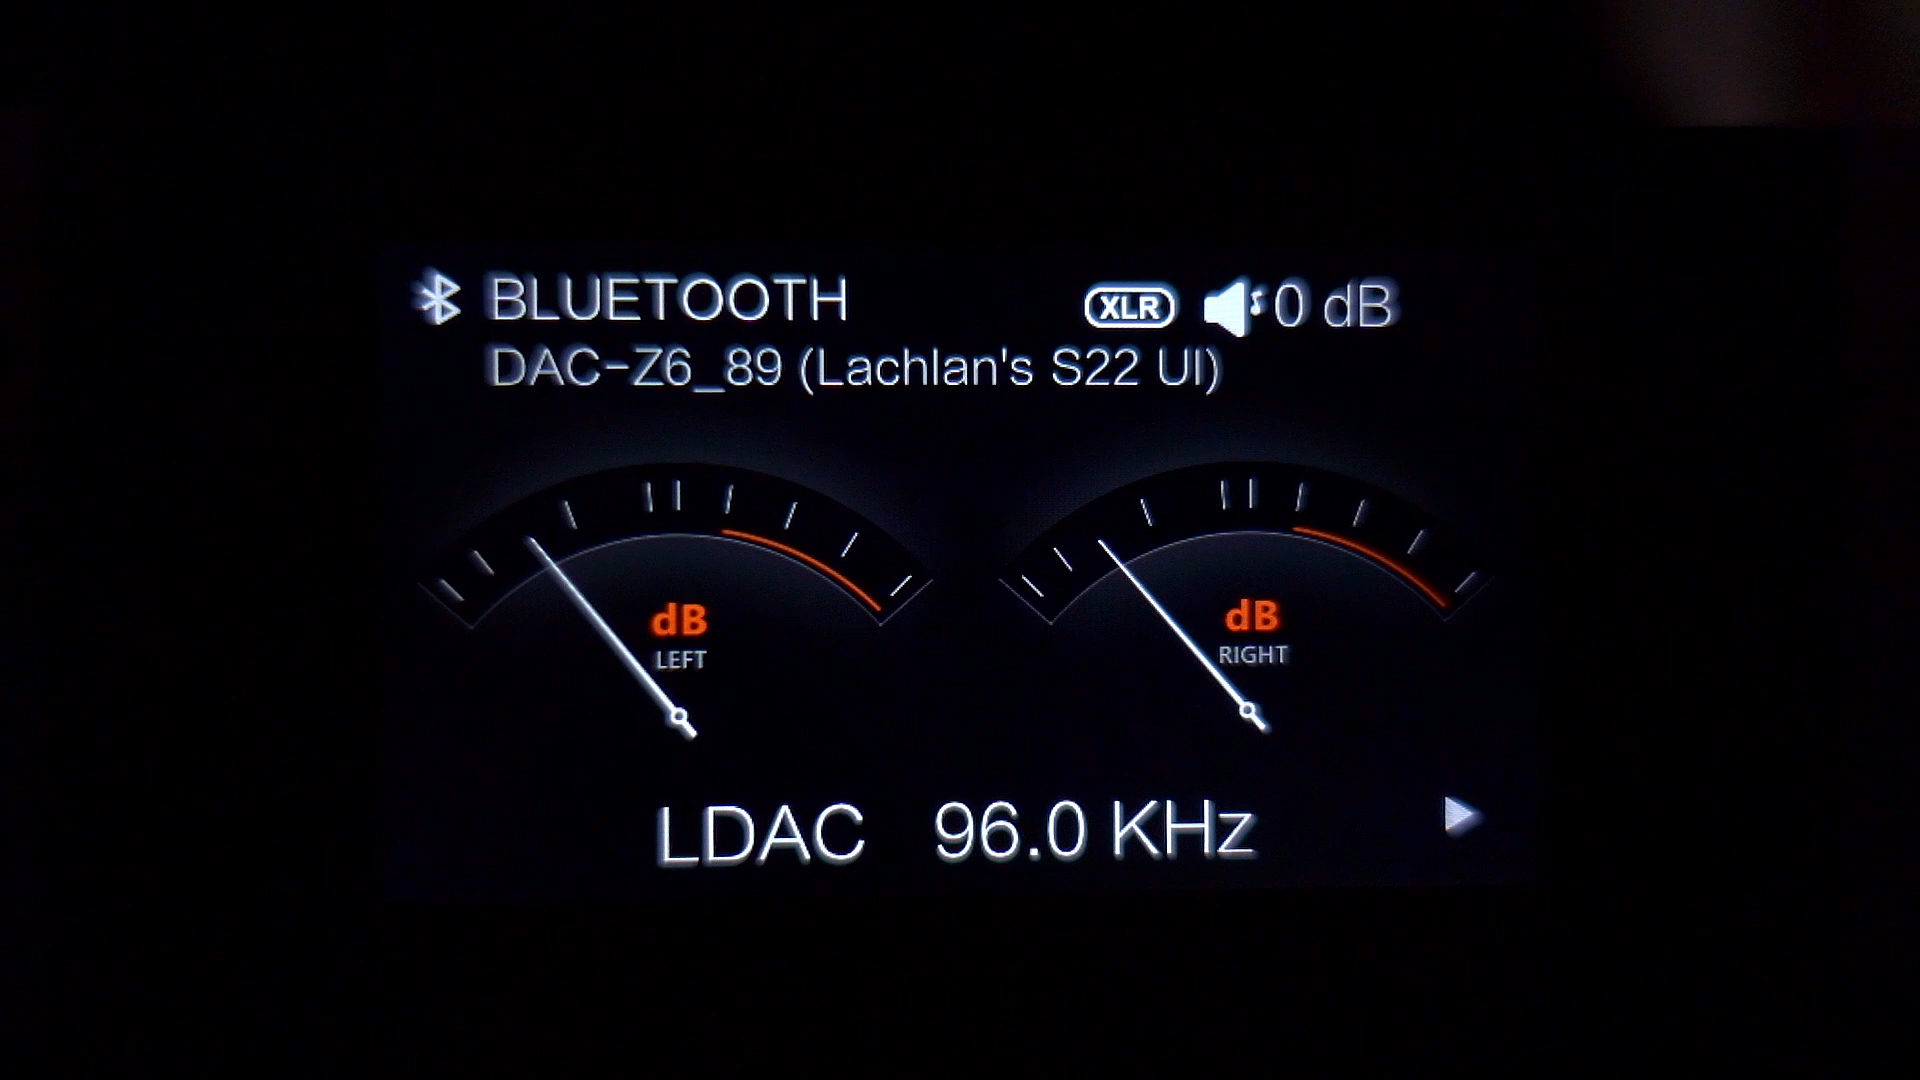 BLUETOOTH XLR 0 dB
DAC-Z6_89 (Lachlan's S22 Ul)
dB
LEFT
dB
RIGHT
LDAC 96.0 KHz